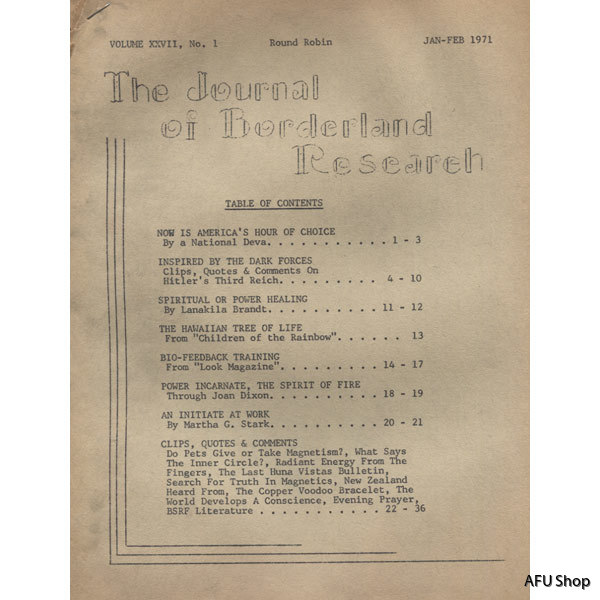 VOLUME XXVII, No. 1 Round Robin JAN-FEB 1971
The Journal
of Borderland
Research
TABLE OF CONTENTS
NOW IS AMERICA'S HOUR OF CHOICE
By a National Deva. . . . . . . . . . . 1 - 3
INSPIRED BY THE DARK FORCES
Clips, Quotes & Comments On
Hitler's Third Reich. . . . . . . . . 4 - 10
SPIRITUAL OR POWER HEALING
By Lanakila Brandt. . . . . . . . . . 11 - 12
THE HAWAIIAN TREE OF LIFE
From "Children of the Rainbow". . . . . . 13
BIO-FEEDBACK TRAINING
From "Look Magazine". . . . . . . . . 14 - 17
POWER INCARNATE, THE SPIRIT OF FIRE
Through Joan Dixon. . . . . . . . . . 18 - 19
AN INITIATE AT WORK
By Martha G. Stark. . . . . . . . . . 20 - 21
CLIPS, QUOTES & COMMENTS
Do Pets Give or Take Magnetism?, What Says
The Inner Circle?, Radiant Energy From The
Fingers, The Last Huna Vistas Bulletin,
Search For Truth In Magnetics, New Zealand
Heard From, The Copper Voodoo Bracelet, The
World Develops A Conscience, Evening Prayer,
BSRF Literature . . . . . . . . . . . 22 - 36
AFU Shop